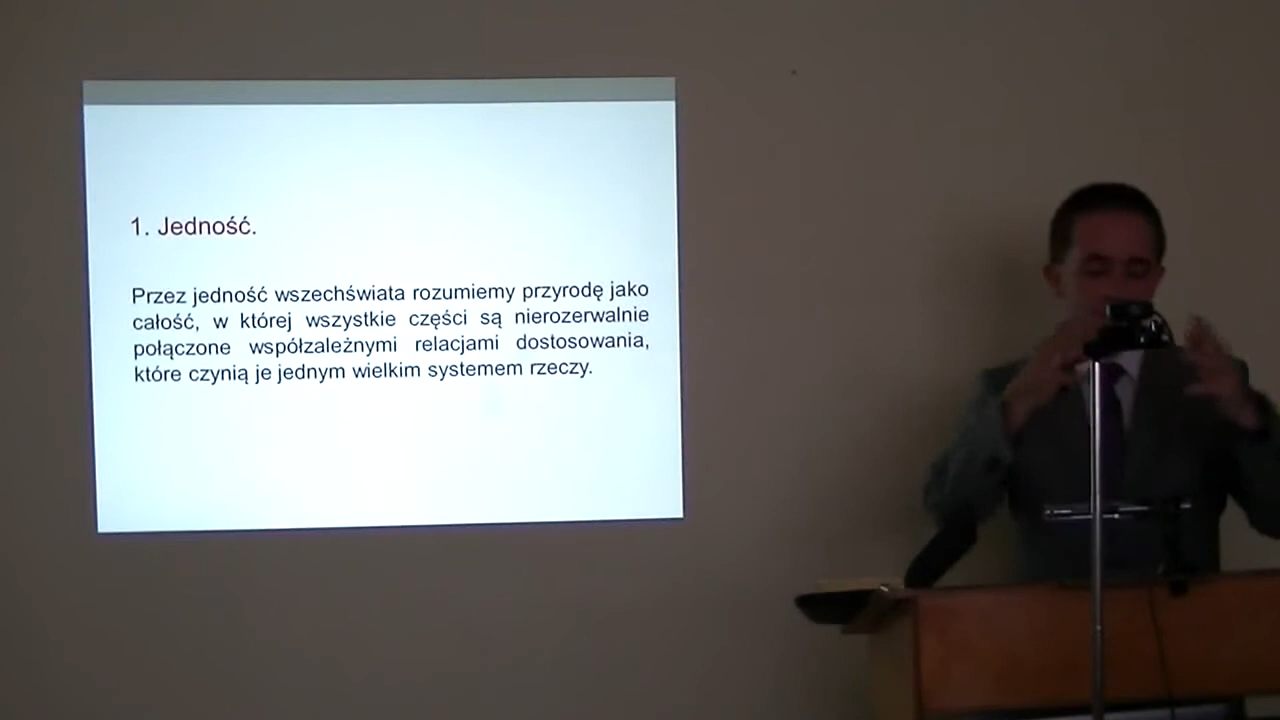 1. Jedność.
Przez jedność wszechświata rozumiemy przyrodę jako
całość, w której wszystkie części są nierozerwalnie
połączone współzależnymi relacjami dostosowania,
które czynią je jednym wielkim systemem rzeczy.